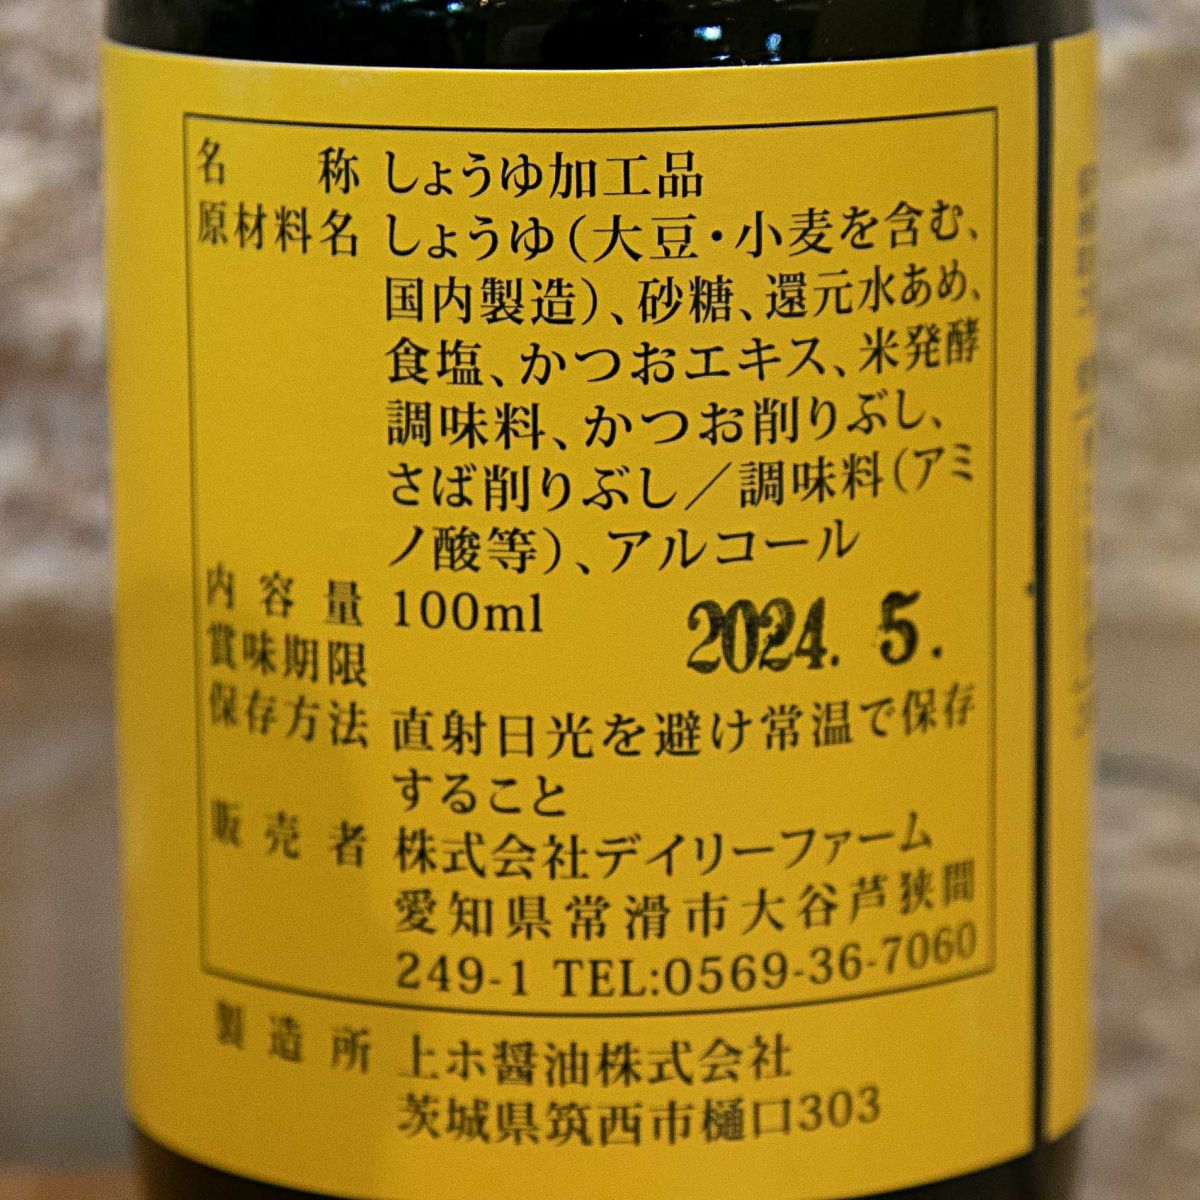 名称 しょうゆ加工品
原材料名 しょうゆ(大豆・小麦を含む、
国内製造)、砂糖、還元水あめ、
食塩、かつおエキス、米発酵
調味料、かつお削りぶし、
さば削りぶし/調味料(アミ
ノ酸等)、アルコール
内容量 100ml
賞味期限 2024. 5.
保存方法 直射日光を避け常温で保存
すること
販売者 株式会社デイリーファーム
愛知県常滑市大谷芦狭間
249-1 TEL:0569-36-7060
製造所 上ホ醤油株式会社
茨城県筑西市樋口303